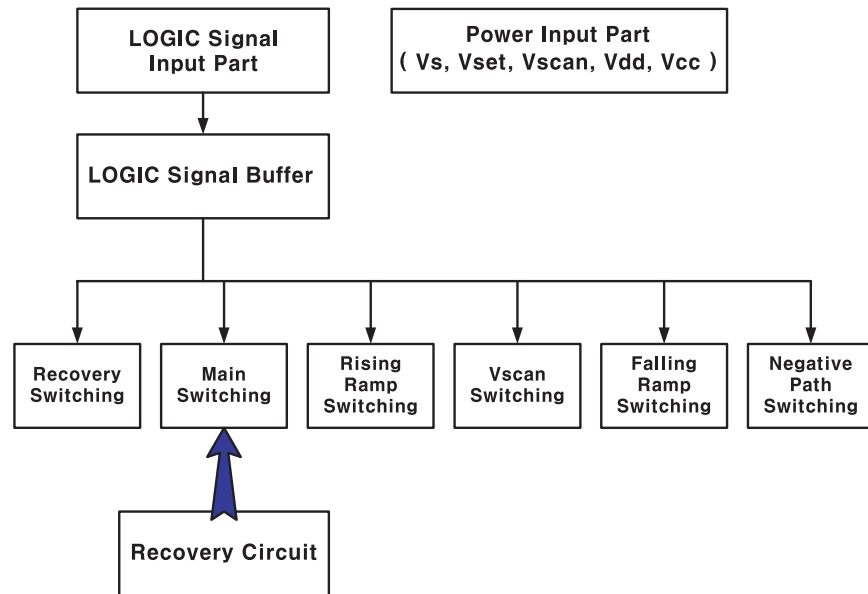 LOGIC Signal
Input Part
Power Input Part
( Vs, Vset, Vscan, Vdd, Vcc )
LOGIC Signal Buffer
Recovery
Switching
Main
Switching
Rising
Ramp
Switching
Vscan
Switching
Falling
Ramp
Switching
Negative
Path
Switching
Recovery Circuit